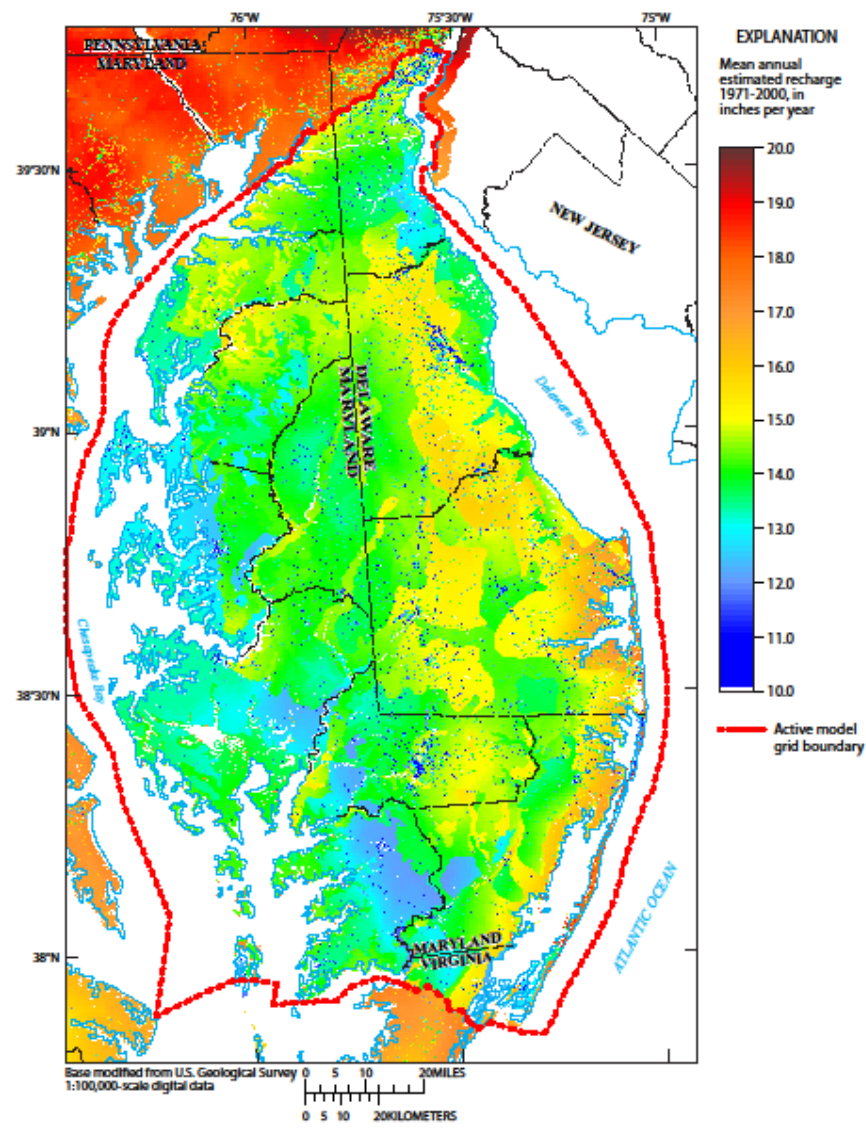 76°W
75°30'W
75°W
PENNSYLVANIA
MARYLAND
39°30'N
NEW JERSEY
DELAWARE
MARYLAND
Delaware Bay
39°N
Chesapeake Bay
38°30'N
ATLANTIC OCEAN
38°N
MARYLAND
VIRGINIA
EXPLANATION
Mean annual
estimated recharge
1971-2000, in
inches per year
20.0
19.0
18.0
17.0
16.0
15.0
14.0
13.0
12.0
11.0
10.0
Active model
grid boundary
Base modified from U.S. Geological Survey
1:100,000-scale digital data
0 5 10 20MILES
0 5 10 20KILOMETERS